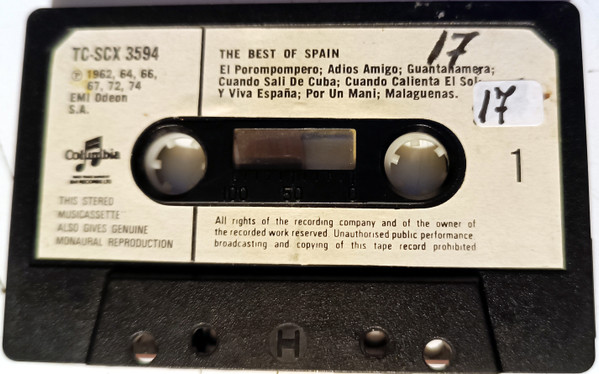 TC-SCX 3594
℗ 1962, 64, 66,
67, 72, 74
EMI Odeon
S.A.
Columbia
THIS STEREO
MUSICASSETTE
ALSO GIVES GENUINE
MONAURAL REPRODUCTION
THE BEST OF SPAIN
El Porompompero; Adios Amigo; Guantanamera;
Cuando Sali De Cuba; Cuando Calienta El Sol;
Y Viva España; Por Un Mani; Malaguenas.
17
17
1
100 50 0
All rights of the recording company and of the owner of
the recorded work reserved. Unauthorised public performance
broadcasting and copying of this tape record prohibited
H